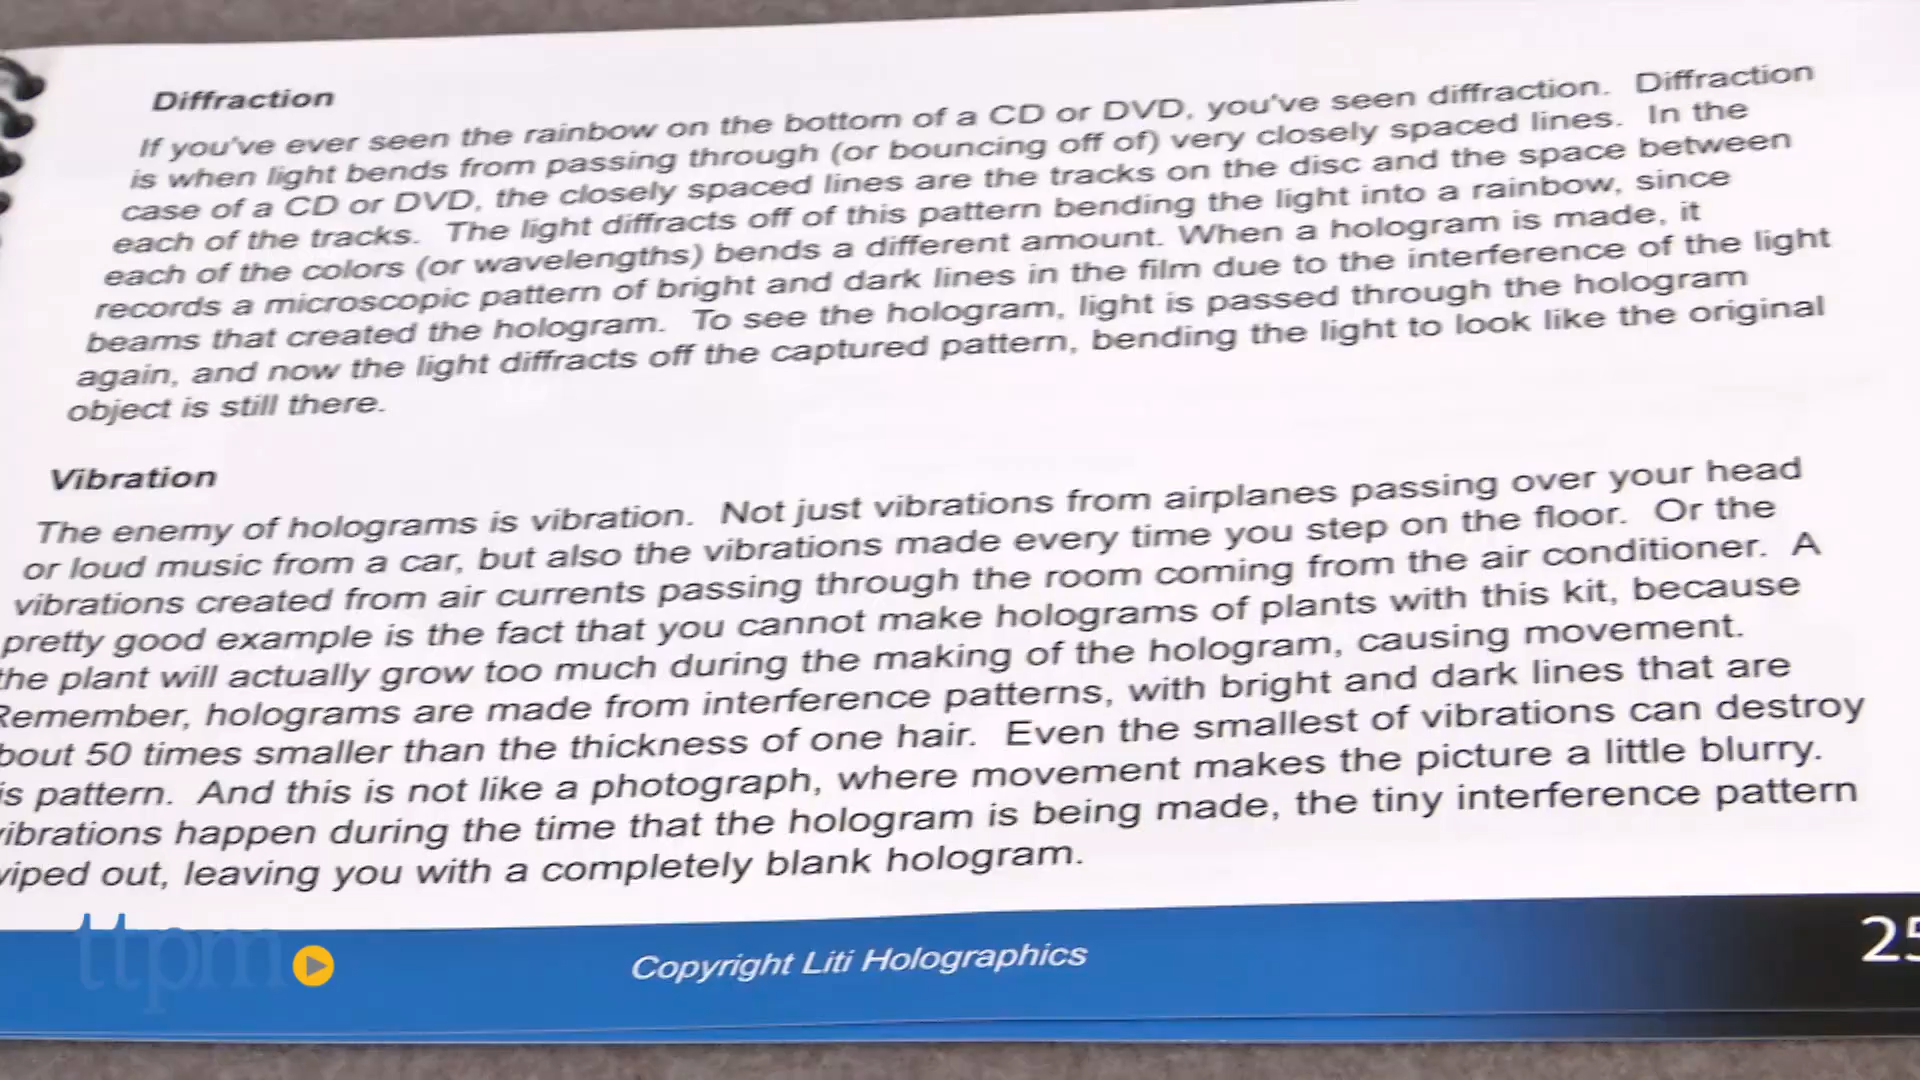 Diffraction
If you've ever seen the rainbow on the bottom of a CD or DVD, you've seen diffraction. Diffraction
is when light bends from passing through (or bouncing off of) very closely spaced lines. In the
case of a CD or DVD, the closely spaced lines are the tracks on the disc and the space between
each of the tracks. The light diffracts off of this pattern bending the light into a rainbow, since
each of the colors (or wavelengths) bends a different amount. When a hologram is made, it
records a microscopic pattern of bright and dark lines in the film due to the interference of the light
beams that created the hologram. To see the hologram, light is passed through the hologram
again, and now the light diffracts off the captured pattern, bending the light to look like the original
object is still there.
Vibration
The enemy of holograms is vibration. Not just vibrations from airplanes passing over your head
or loud music from a car, but also the vibrations made every time you step on the floor. Or the
vibrations created from air currents passing through the room coming from the air conditioner. A
pretty good example is the fact that you cannot make holograms of plants with this kit, because
the plant will actually grow too much during the making of the hologram, causing movement.
Remember, holograms are made from interference patterns, with bright and dark lines that are
bout 50 times smaller than the thickness of one hair. Even the smallest of vibrations can destroy
is pattern. And this is not like a photograph, where movement makes the picture a little blurry.
vibrations happen during the time that the hologram is being made, the tiny interference pattern
wiped out, leaving you with a completely blank hologram.
ttpm
Copyright Liti Holographics
25